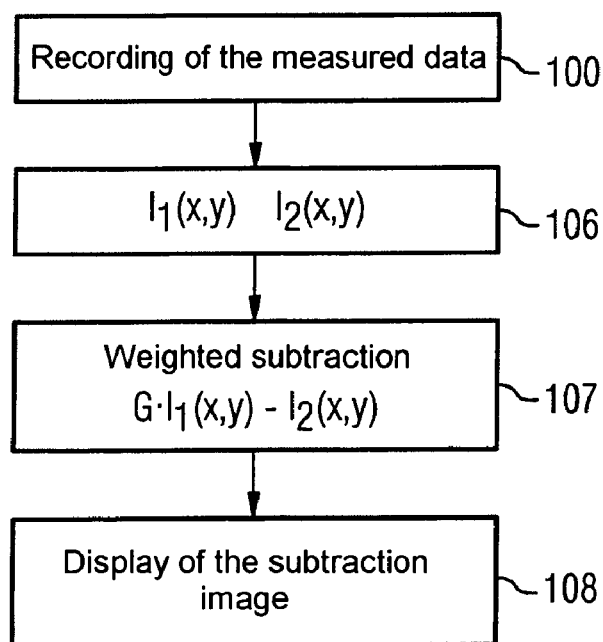 Recording of the measured data
100
I1(x,y) I2(x,y)
106
Weighted subtraction
G·I1(x,y) - I2(x,y)
107
Display of the subtraction
image
108